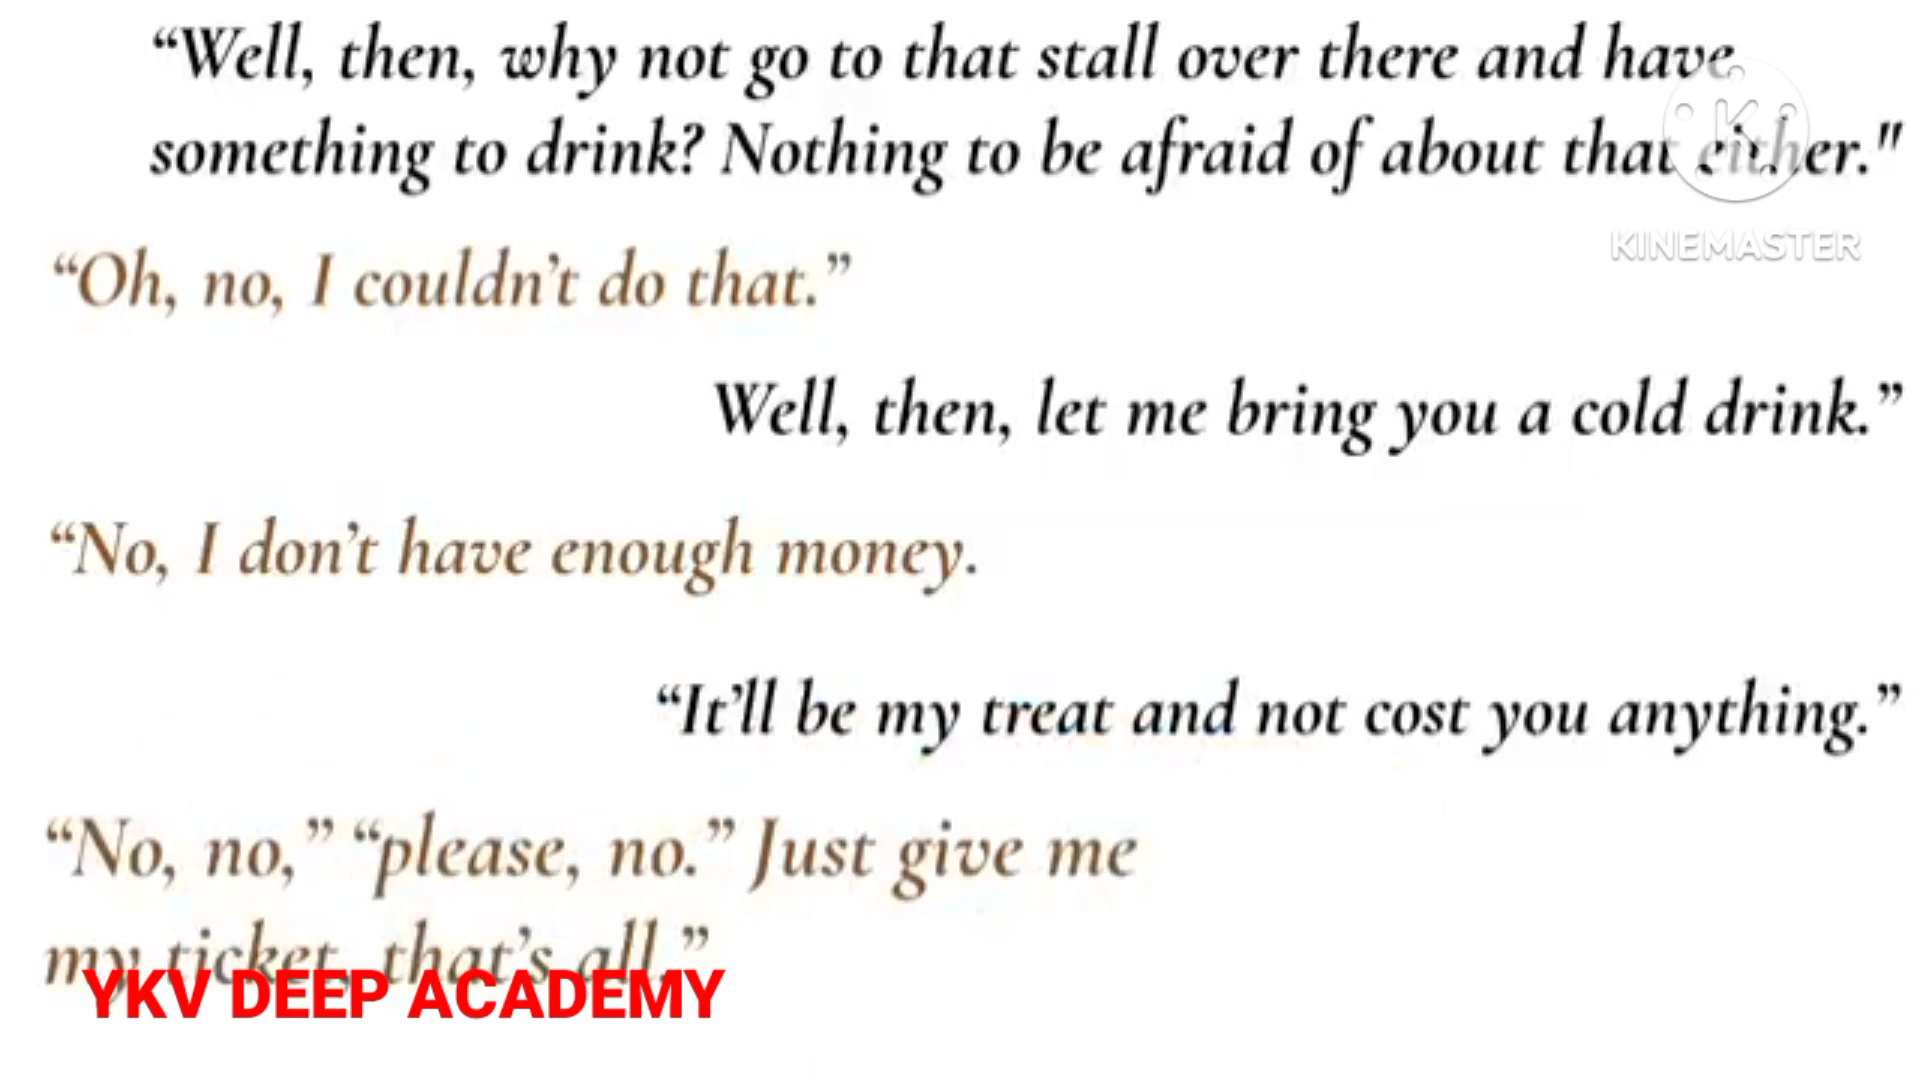 “Well, then, why not go to that stall over there and have
something to drink? Nothing to be afraid of about that either."
K
KINEMASTER
“Oh, no, I couldn’t do that.”
Well, then, let me bring you a cold drink.”
“No, I don’t have enough money.
“It’ll be my treat and not cost you anything.”
“No, no,” “please, no.” Just give me
my ticket, that’s all.”
YKV DEEP ACADEMY